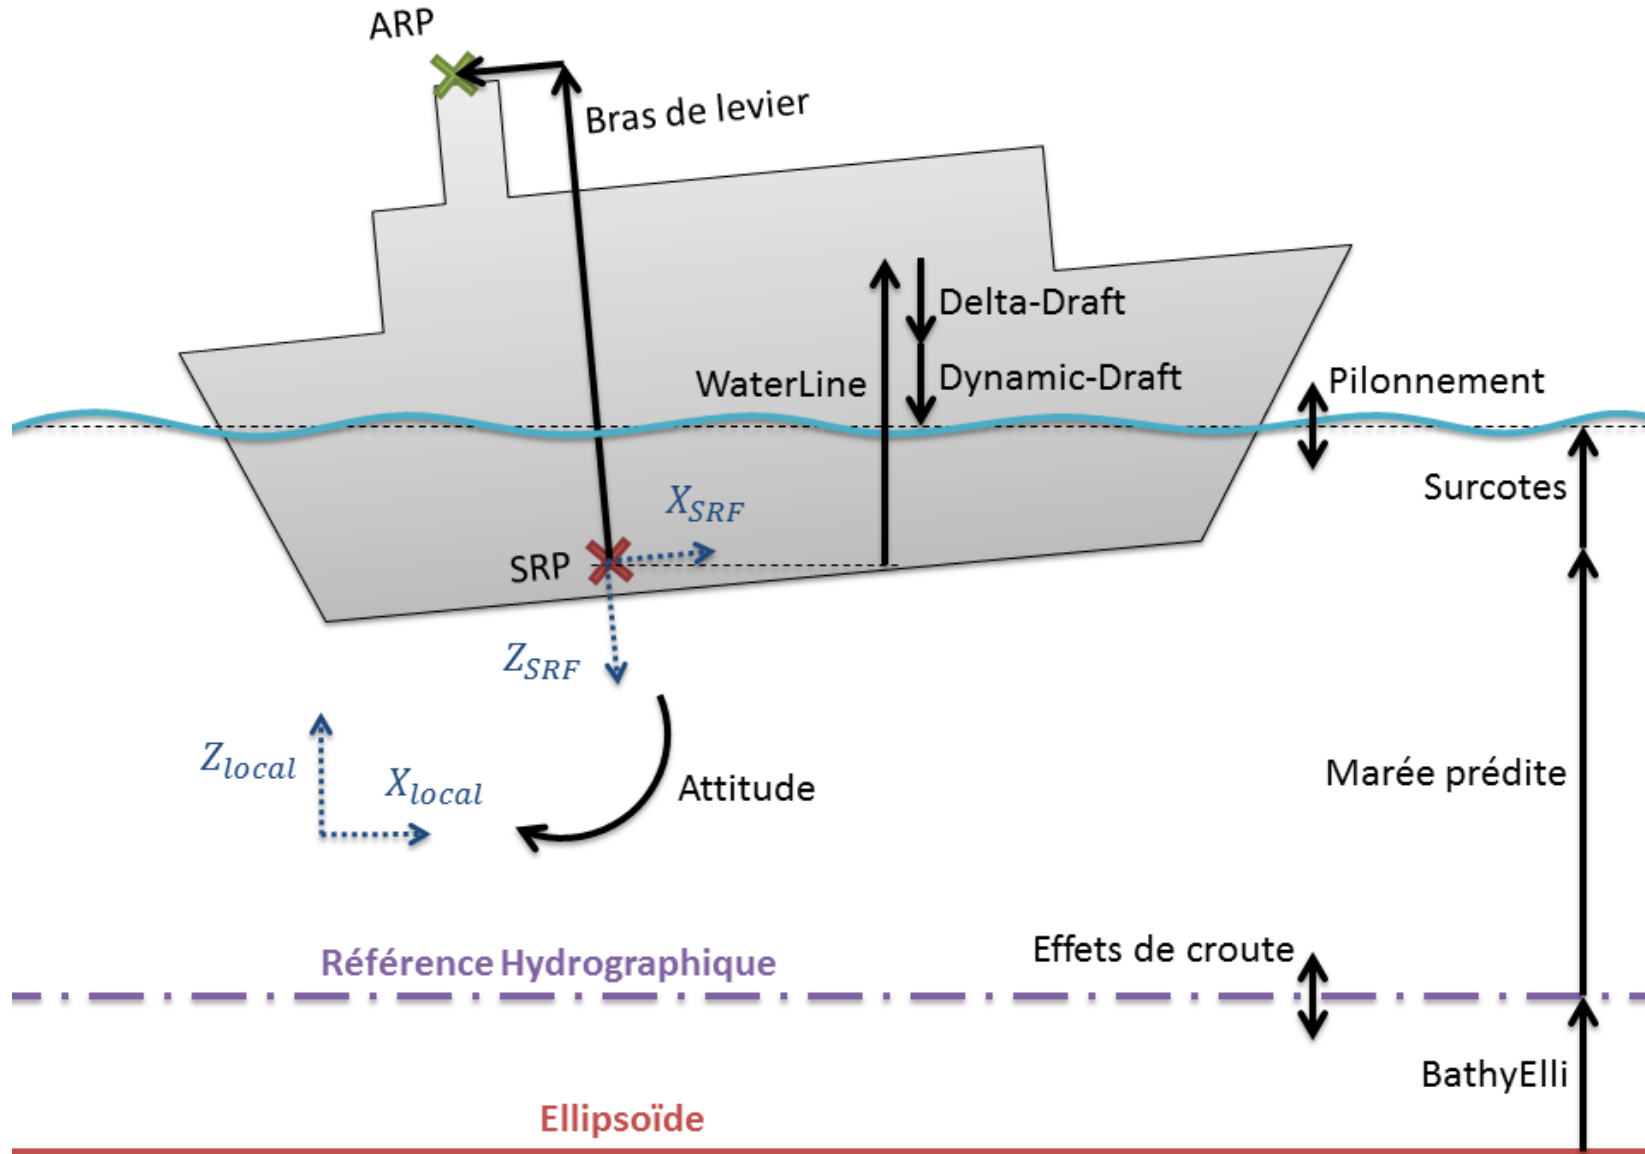 ARP
Bras de levier
Delta-Draft
WaterLine
Dynamic-Draft
Pilonnement
Surcotes
X_SRF
SRP
Z_SRF
Z_local
X_local
Attitude
Marée prédite
Effets de croute
Référence Hydrographique
BathyElli
Ellipsoïde